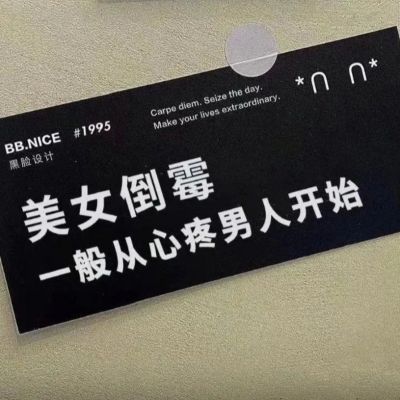 BB.NICE #1995
黑脸设计
Carpe diem. Seize the day.
Make your lives extraordinary.
*∩ ∩*
美女倒霉
一般从心疼男人开始